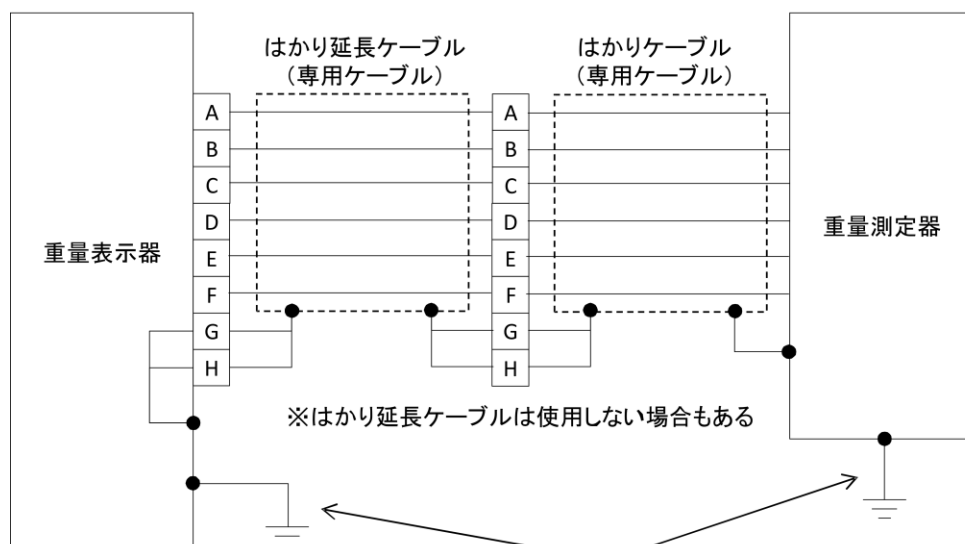 はかり延長ケーブル
（専用ケーブル）
はかりケーブル
（専用ケーブル）
A
B
C
D
E
F
G
H
A
B
C
D
E
F
G
H
重量表示器
重量測定器
※はかり延長ケーブルは使用しない場合もある